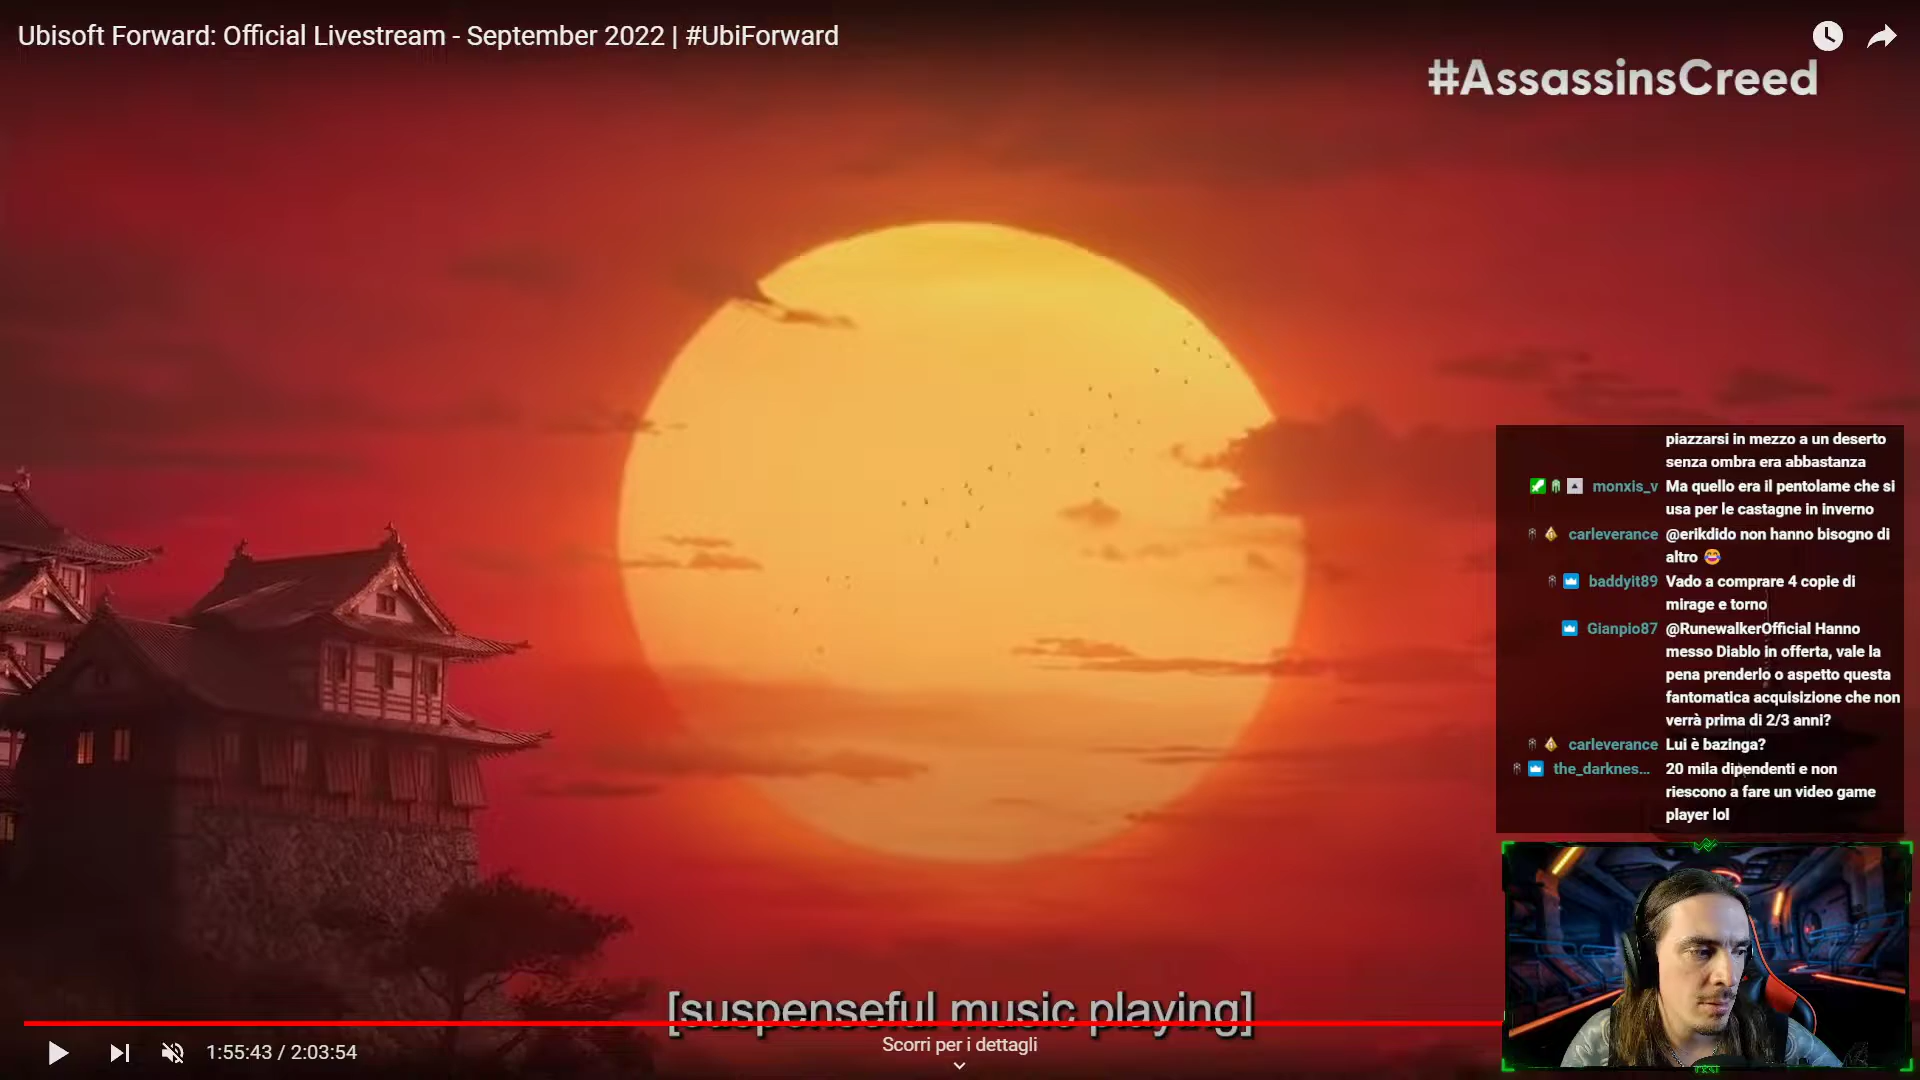 Ubisoft Forward: Official Livestream - September 2022 | #UbiForward
#AssassinsCreed
piazzarsi in mezzo a un deserto
senza ombra era abbastanza
monxis_v Ma quello era il pentolame che si
usa per le castagne in inverno
carleverance @erikdido non hanno bisogno di
altro 😂
baddyit89 Vado a comprare 4 copie di
mirage e torno
Gianpio87 @RunewalkerOfficial Hanno
messo Diablo in offerta, vale la
pena prenderlo o aspetto questa
fantomatica acquisizione che non
verrà prima di 2/3 anni?
carleverance Lui è bazinga?
the_darknes... 20 mila dipendenti e non
riescono a fare un video game
player lol
[suspenseful music playing]
1:55:43 / 2:03:54
Scorri per i dettagli